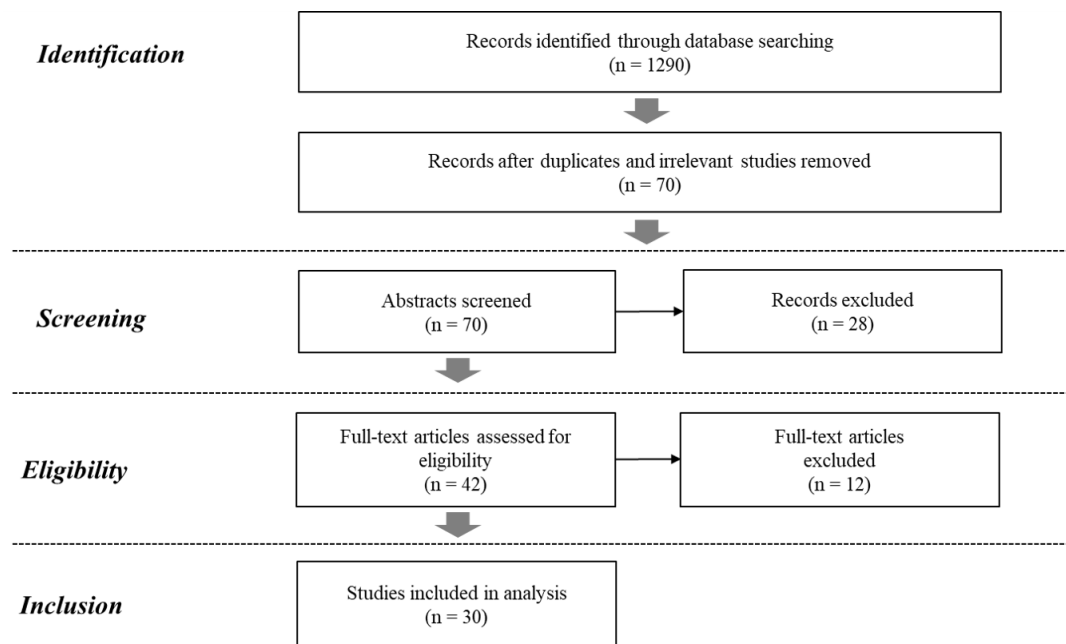 Identification
Records identified through database searching
(n = 1290)
Records after duplicates and irrelevant studies removed
(n = 70)
Screening
Abstracts screened
(n = 70)
Records excluded
(n = 28)
Eligibility
Full-text articles assessed for
eligibility
(n = 42)
Full-text articles
excluded
(n = 12)
Inclusion
Studies included in analysis
(n = 30)